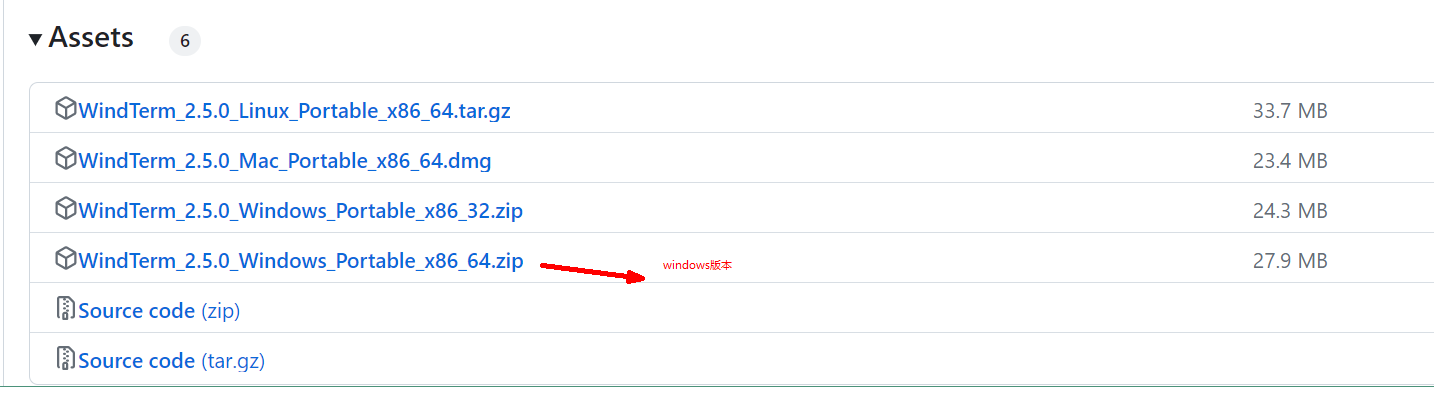 Assets 6
WindTerm_2.5.0_Linux_Portable_x86_64.tar.gz 33.7 MB
WindTerm_2.5.0_Mac_Portable_x86_64.dmg 23.4 MB
WindTerm_2.5.0_Windows_Portable_x86_32.zip 24.3 MB
WindTerm_2.5.0_Windows_Portable_x86_64.zip windows版本 27.9 MB
Source code (zip)
Source code (tar.gz)